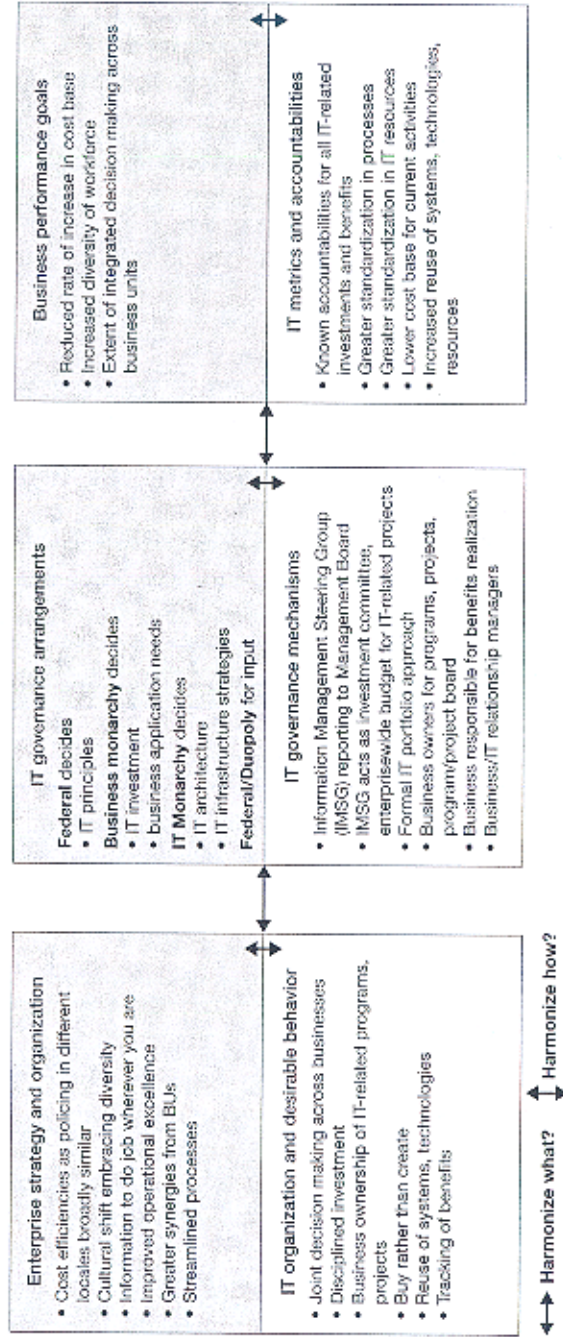 Enterprise strategy and organization
• Cost efficiencies as policing in different
locales broadly similar
• Cultural shift embracing diversity
• Information to do job wherever you are
• Improved operational excellence
• Greater synergies from BUs
• Streamlined processes
IT organization and desirable behavior
• Joint decision making across businesses
• Disciplined investment
• Business ownership of IT-related programs,
projects
• Buy rather than create
• Reuse of systems, technologies
• Tracking of benefits
IT governance arrangements
Federal decides
• IT principles
Business monarchy decides
• IT investment
• business application needs
IT Monarchy decides
• IT architecture
• IT infrastructure strategies
Federal/Duopoly for input
IT governance mechanisms
• Information Management Steering Group
(IMSG) reporting to Management Board
• IMSG acts as investment committee,
enterprisewide budget for IT-related projects
• Formal IT portfolio approach
• Business owners for programs, projects,
program/project board
• Business responsible for benefits realization
• Business/IT relationship managers
Business performance goals
• Reduced rate of increase in cost base
• Increased diversity of workforce
• Extent of integrated decision making across
business units
IT metrics and accountabilities
• Known accountabilities for all IT-related
investments and benefits
• Greater standardization in processes
• Greater standardization in IT resources
• Lower cost base for current activities
• Increased reuse of systems, technologies,
resources
Harmonize what?
Harmonize how?